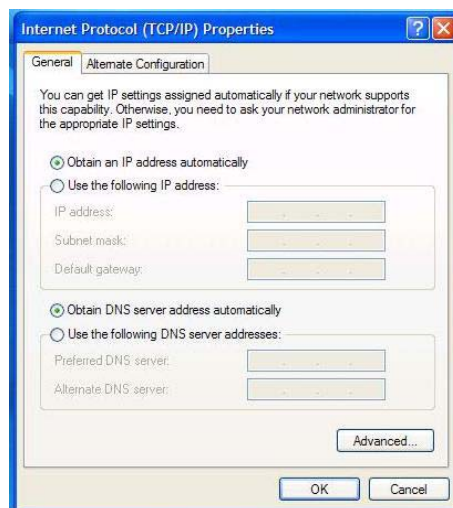 Internet Protocol (TCP/IP) Properties
General
Alternate Configuration
You can get IP settings assigned automatically if your network supports
this capability. Otherwise, you need to ask your network administrator for
the appropriate IP settings.
Obtain an IP address automatically
Use the following IP address:
IP address:
Subnet mask:
Default gateway:
Obtain DNS server address automatically
Use the following DNS server addresses:
Preferred DNS server:
Alternate DNS server:
Advanced...
OK
Cancel